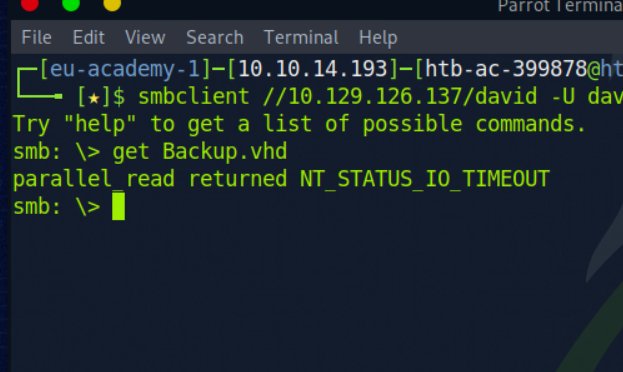 Parrot Termina
File Edit View Search Terminal Help
┌─[eu-academy-1]─[10.10.14.193]─[htb-ac-399878@ht
└──╼ [★]$ smbclient //10.129.126.137/david -U dav
Try "help" to get a list of possible commands.
smb: \> get Backup.vhd
parallel_read returned NT_STATUS_IO_TIMEOUT
smb: \>